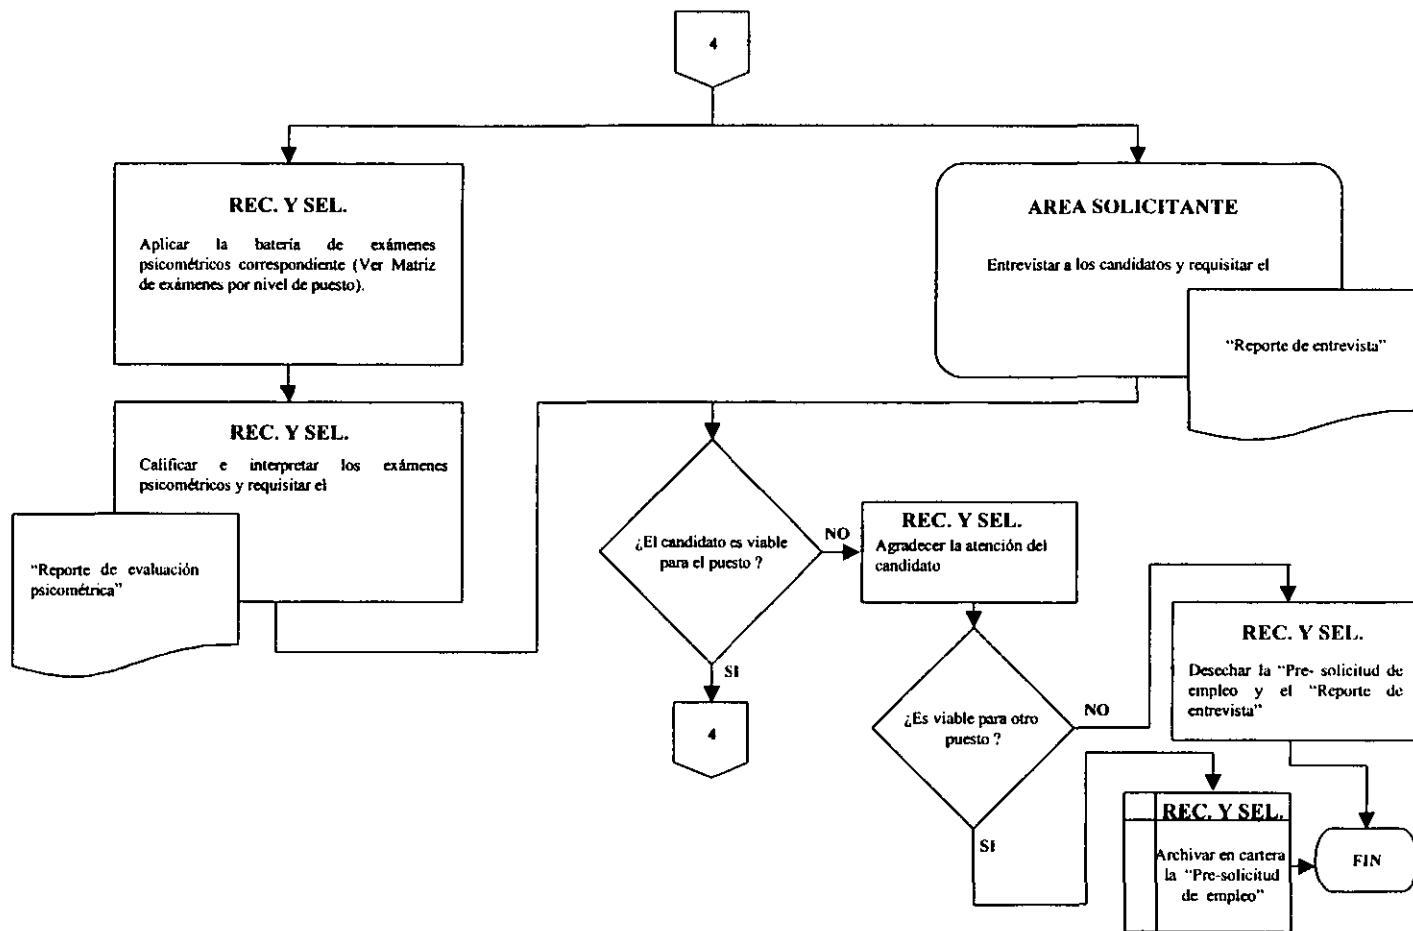 4
REC. Y SEL.
Aplicar la batería de exámenes
psicométricos correspondiente (Ver Matriz
de exámenes por nivel de puesto).
AREA SOLICITANTE
Entrevistar a los candidatos y requisitar el
“Reporte de entrevista”
REC. Y SEL.
Calificar e interpretar los exámenes
psicométricos y requisitar el
“Reporte de evaluación
psicométrica”
¿El candidato es viable
para el puesto ?
NO
REC. Y SEL.
Agradecer la atención del
candidato
SI
4
¿Es viable para otro
puesto ?
NO
REC. Y SEL.
Desechar la “Pre- solicitud de
empleo y el “Reporte de
entrevista”
SI
REC. Y SEL.
Archivar en cartera
la “Pre-solicitud
de empleo”
FIN